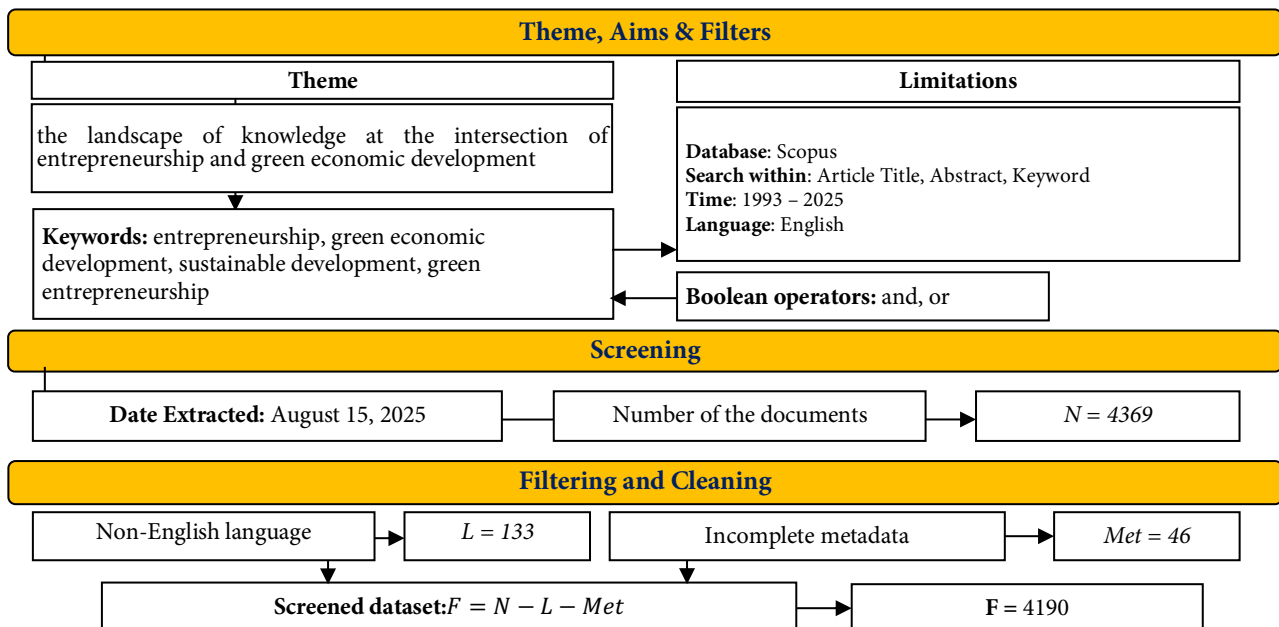 Theme, Aims & Filters
Theme
the landscape of knowledge at the intersection of
entrepreneurship and green economic development
Keywords: entrepreneurship, green economic
development, sustainable development, green
entrepreneurship
Limitations
Database: Scopus
Search within: Article Title, Abstract, Keyword
Time: 1993 – 2025
Language: English
Boolean operators: and, or
Screening
Date Extracted: August 15, 2025
Number of the documents
N = 4369
Filtering and Cleaning
Non-English language
L = 133
Incomplete metadata
Met = 46
Screened dataset:F = N − L − Met
F = 4190